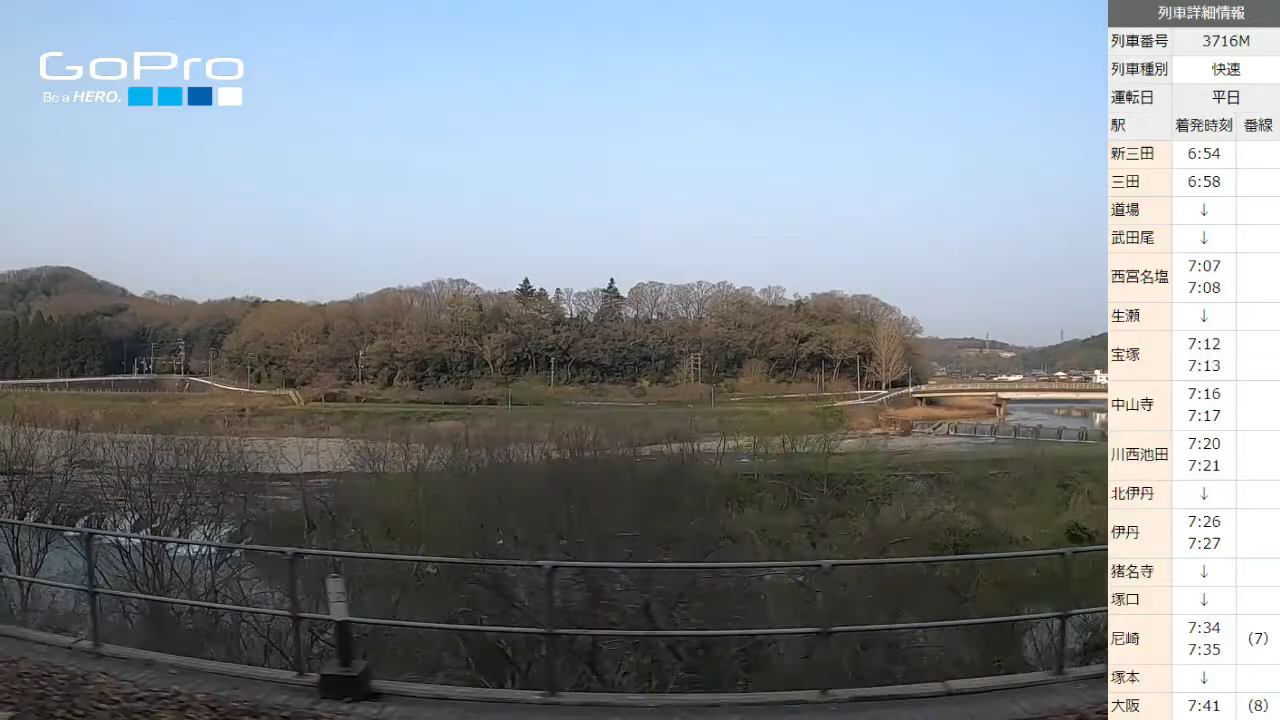 GoPro
Be a HERO.
列車詳細情報
列車番号 3716M
列車種別 快速
運転日 平日
駅 着発時刻 番線
新三田 6:54
三田 6:58
道場 ↓
武田尾 ↓
西宮名塩 7:07
7:08
生瀬 ↓
宝塚 7:12
7:13
中山寺 7:16
7:17
川西池田 7:20
7:21
北伊丹 ↓
伊丹 7:26
7:27
猪名寺 ↓
塚口 ↓
尼崎 7:34 (7)
7:35
塚本 ↓
大阪 7:41 (8)